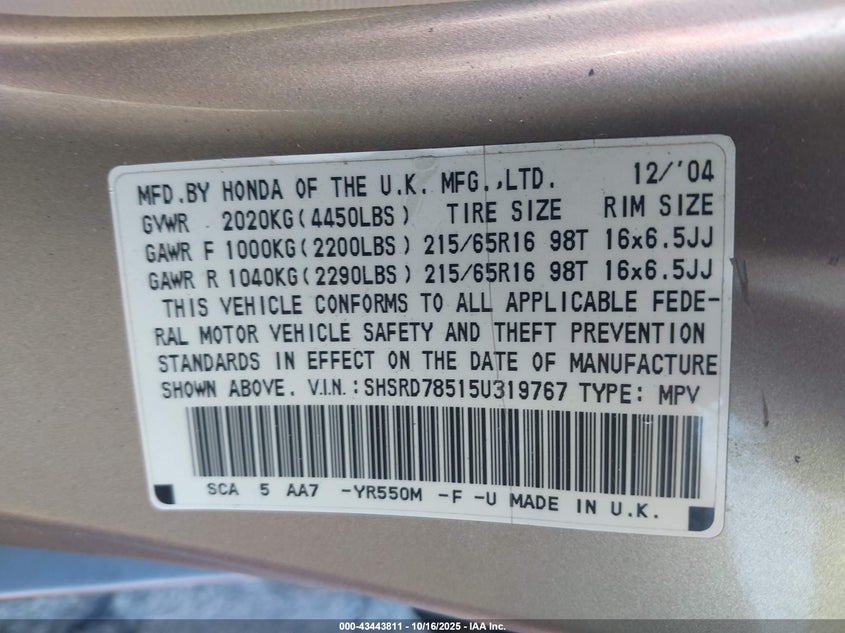 MFD.BY HONDA OF THE U.K. MFG.,LTD. 12/'04
GVWR 2020KG(4450LBS) TIRE SIZE RIM SIZE
GAWR F 1000KG(2200LBS) 215/65R16 98T 16x6.5JJ
GAWR R 1040KG(2290LBS) 215/65R16 98T 16x6.5JJ
THIS VEHICLE CONFORMS TO ALL APPLICABLE FEDE-
RAL MOTOR VEHICLE SAFETY AND THEFT PREVENTION
STANDARDS IN EFFECT ON THE DATE OF MANUFACTURE
SHOWN ABOVE. V.I.N.:SHSRD78515U319767 TYPE: MPV
SCA 5 AA7 -YR550M -F -U MADE IN U.K.
000-43443811 - 10/16/2025 - IAA Inc.